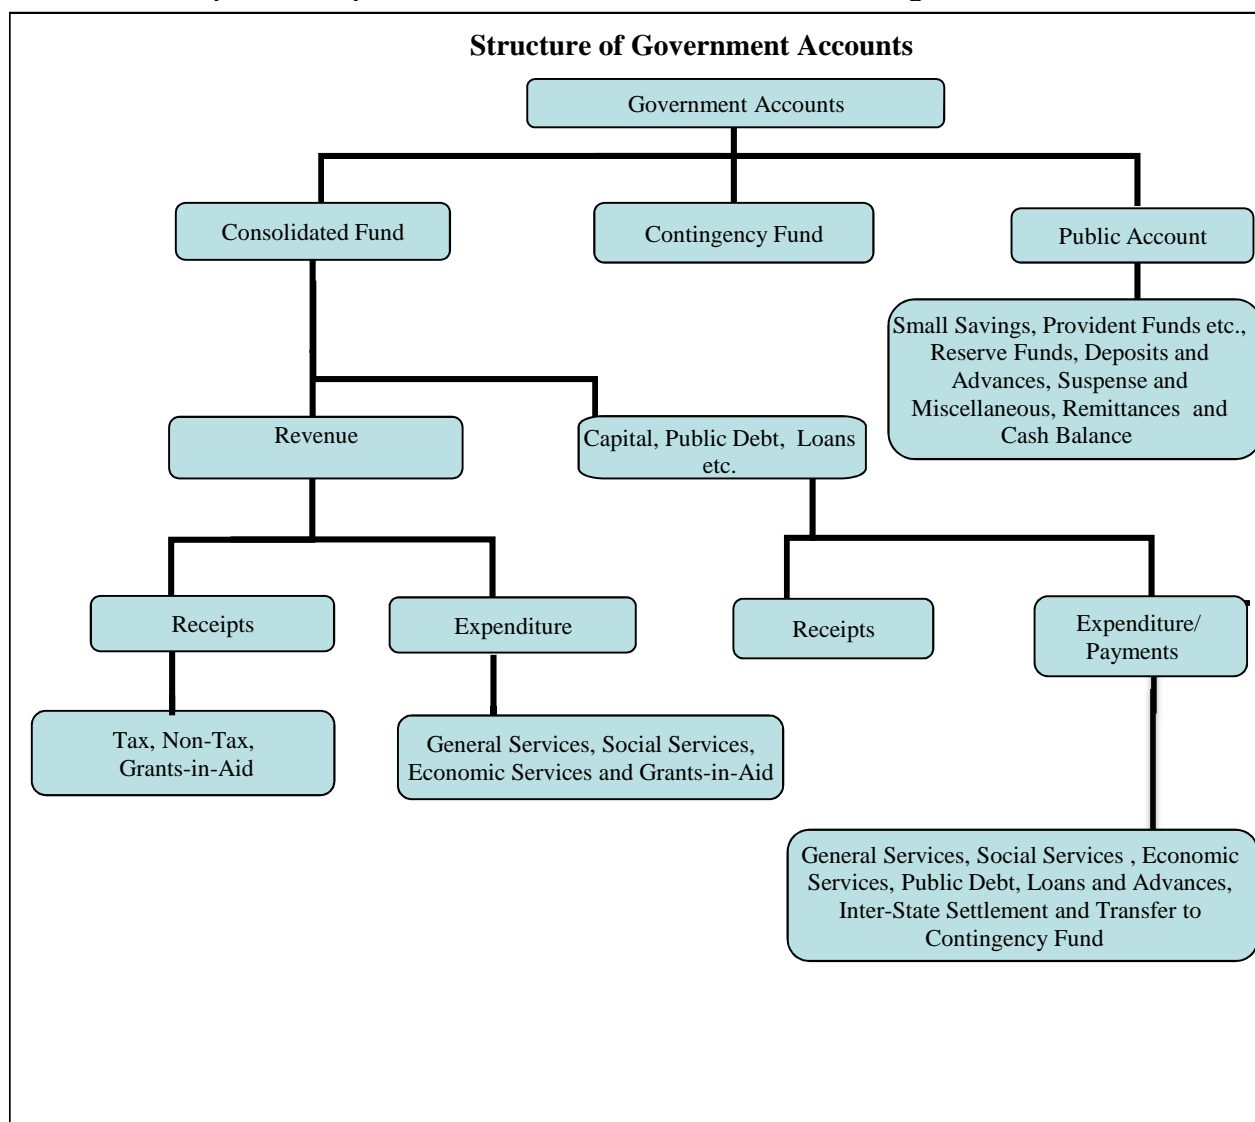 Structure of Government Accounts
Government Accounts
Consolidated Fund
Contingency Fund
Public Account
Small Savings, Provident Funds etc.,
Reserve Funds, Deposits and
Advances, Suspense and
Miscellaneous, Remittances and
Cash Balance
Revenue
Capital, Public Debt, Loans
etc.
Receipts
Expenditure
Receipts
Expenditure/
Payments
Tax, Non-Tax,
Grants-in-Aid
General Services, Social Services,
Economic Services and Grants-in-Aid
General Services, Social Services , Economic
Services, Public Debt, Loans and Advances,
Inter-State Settlement and Transfer to
Contingency Fund